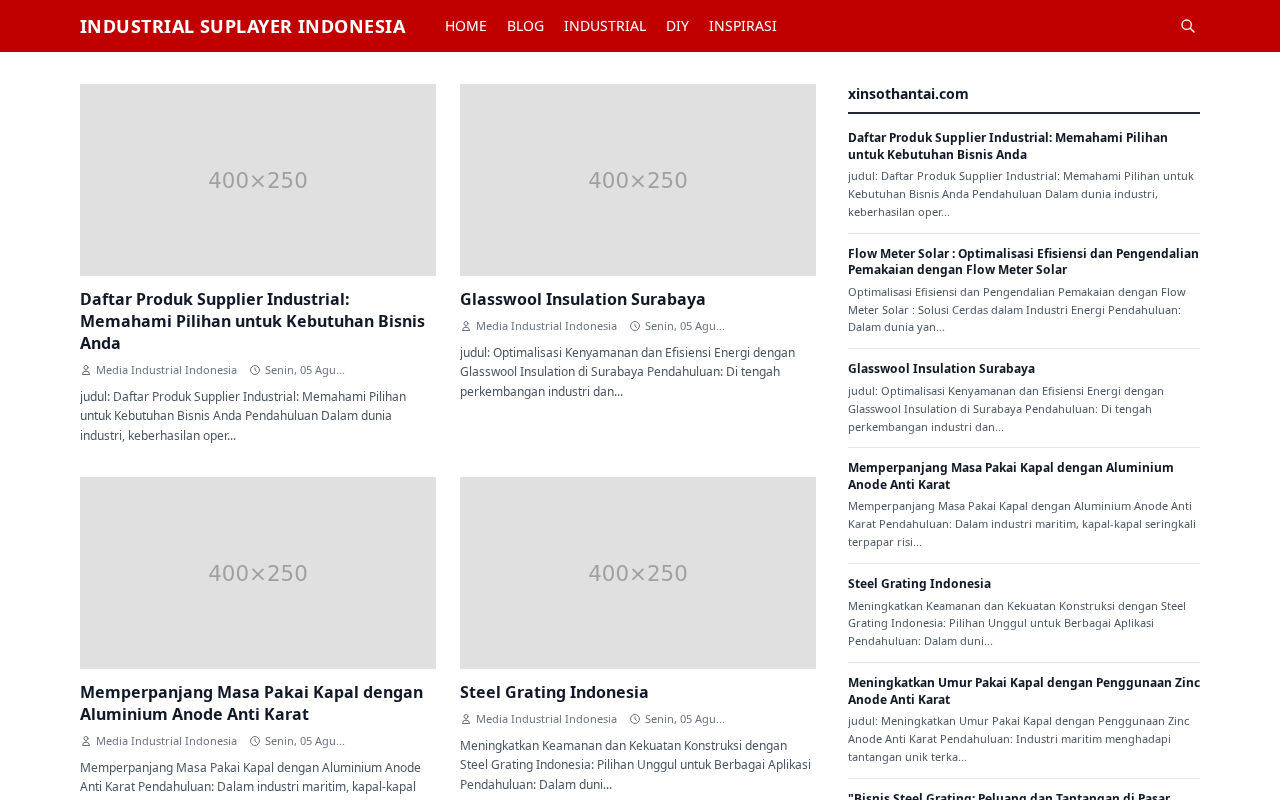 INDUSTRIAL SUPLAYER INDONESIA
HOME
BLOG
INDUSTRIAL
DIY
INSPIRASI
400×250
Daftar Produk Supplier Industrial:
Memahami Pilihan untuk Kebutuhan Bisnis
Anda
Media Industrial Indonesia
Senin, 05 Agu...
judul: Daftar Produk Supplier Industrial: Memahami Pilihan
untuk Kebutuhan Bisnis Anda Pendahuluan Dalam dunia
industri, keberhasilan oper...
400×250
Glasswool Insulation Surabaya
Media Industrial Indonesia
Senin, 05 Agu...
judul: Optimalisasi Kenyamanan dan Efisiensi Energi dengan
Glasswool Insulation di Surabaya Pendahuluan: Di tengah
perkembangan industri dan...
400×250
Memperpanjang Masa Pakai Kapal dengan
Aluminium Anode Anti Karat
Media Industrial Indonesia
Senin, 05 Agu...
Memperpanjang Masa Pakai Kapal dengan Aluminium Anode
Anti Karat Pendahuluan: Dalam industri maritim, kapal-kapal
400×250
Steel Grating Indonesia
Media Industrial Indonesia
Senin, 05 Agu...
Meningkatkan Keamanan dan Kekuatan Konstruksi dengan
Steel Grating Indonesia: Pilihan Unggul untuk Berbagai Aplikasi
Pendahuluan: Dalam duni...
xinsothantai.com
Daftar Produk Supplier Industrial: Memahami Pilihan
untuk Kebutuhan Bisnis Anda
judul: Daftar Produk Supplier Industrial: Memahami Pilihan untuk
Kebutuhan Bisnis Anda Pendahuluan Dalam dunia industri,
keberhasilan oper...
Flow Meter Solar : Optimalisasi Efisiensi dan Pengendalian
Pemakaian dengan Flow Meter Solar
Optimalisasi Efisiensi dan Pengendalian Pemakaian dengan Flow
Meter Solar : Solusi Cerdas dalam Industri Energi Pendahuluan:
Dalam dunia yan...
Glasswool Insulation Surabaya
judul: Optimalisasi Kenyamanan dan Efisiensi Energi dengan
Glasswool Insulation di Surabaya Pendahuluan: Di tengah
perkembangan industri dan...
Memperpanjang Masa Pakai Kapal dengan Aluminium
Anode Anti Karat
Memperpanjang Masa Pakai Kapal dengan Aluminium Anode Anti
Karat Pendahuluan: Dalam industri maritim, kapal-kapal seringkali
terpapar risi...
Steel Grating Indonesia
Meningkatkan Keamanan dan Kekuatan Konstruksi dengan Steel
Grating Indonesia: Pilihan Unggul untuk Berbagai Aplikasi
Pendahuluan: Dalam duni...
Meningkatkan Umur Pakai Kapal dengan Penggunaan Zinc
Anode Anti Karat
judul: Meningkatkan Umur Pakai Kapal dengan Penggunaan Zinc
Anode Anti Karat Pendahuluan: Industri maritim menghadapi
tantangan unik terka...
"Bisnis Steel Grating: Peluang dan Tantangan di Pasar